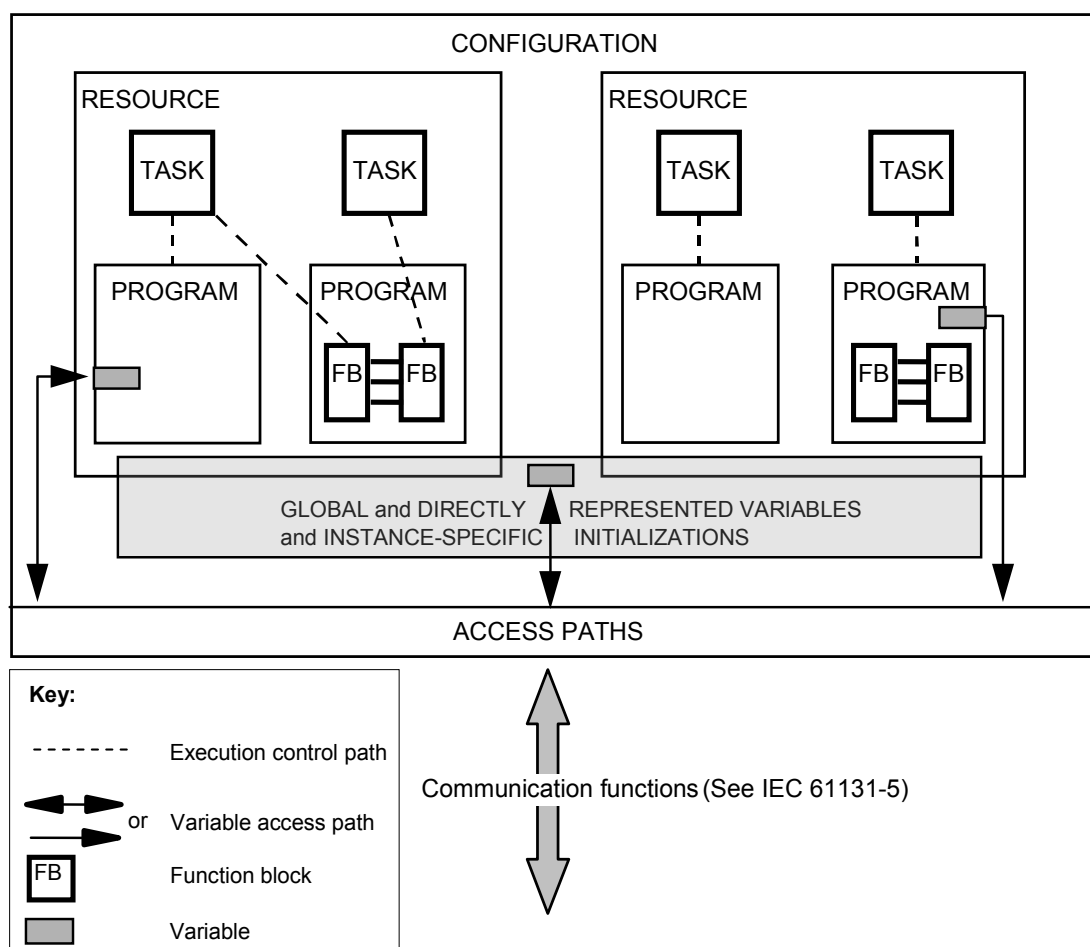 CONFIGURATION
RESOURCE
RESOURCE
TASK
TASK
TASK
TASK
PROGRAM
PROGRAM
PROGRAM
PROGRAM
FB
FB
FB
FB
GLOBAL and DIRECTLY REPRESENTED VARIABLES
and INSTANCE-SPECIFIC INITIALIZATIONS
ACCESS PATHS
Key:
Execution control path
or Variable access path
FB Function block
Variable
Communication functions (See IEC 61131-5)